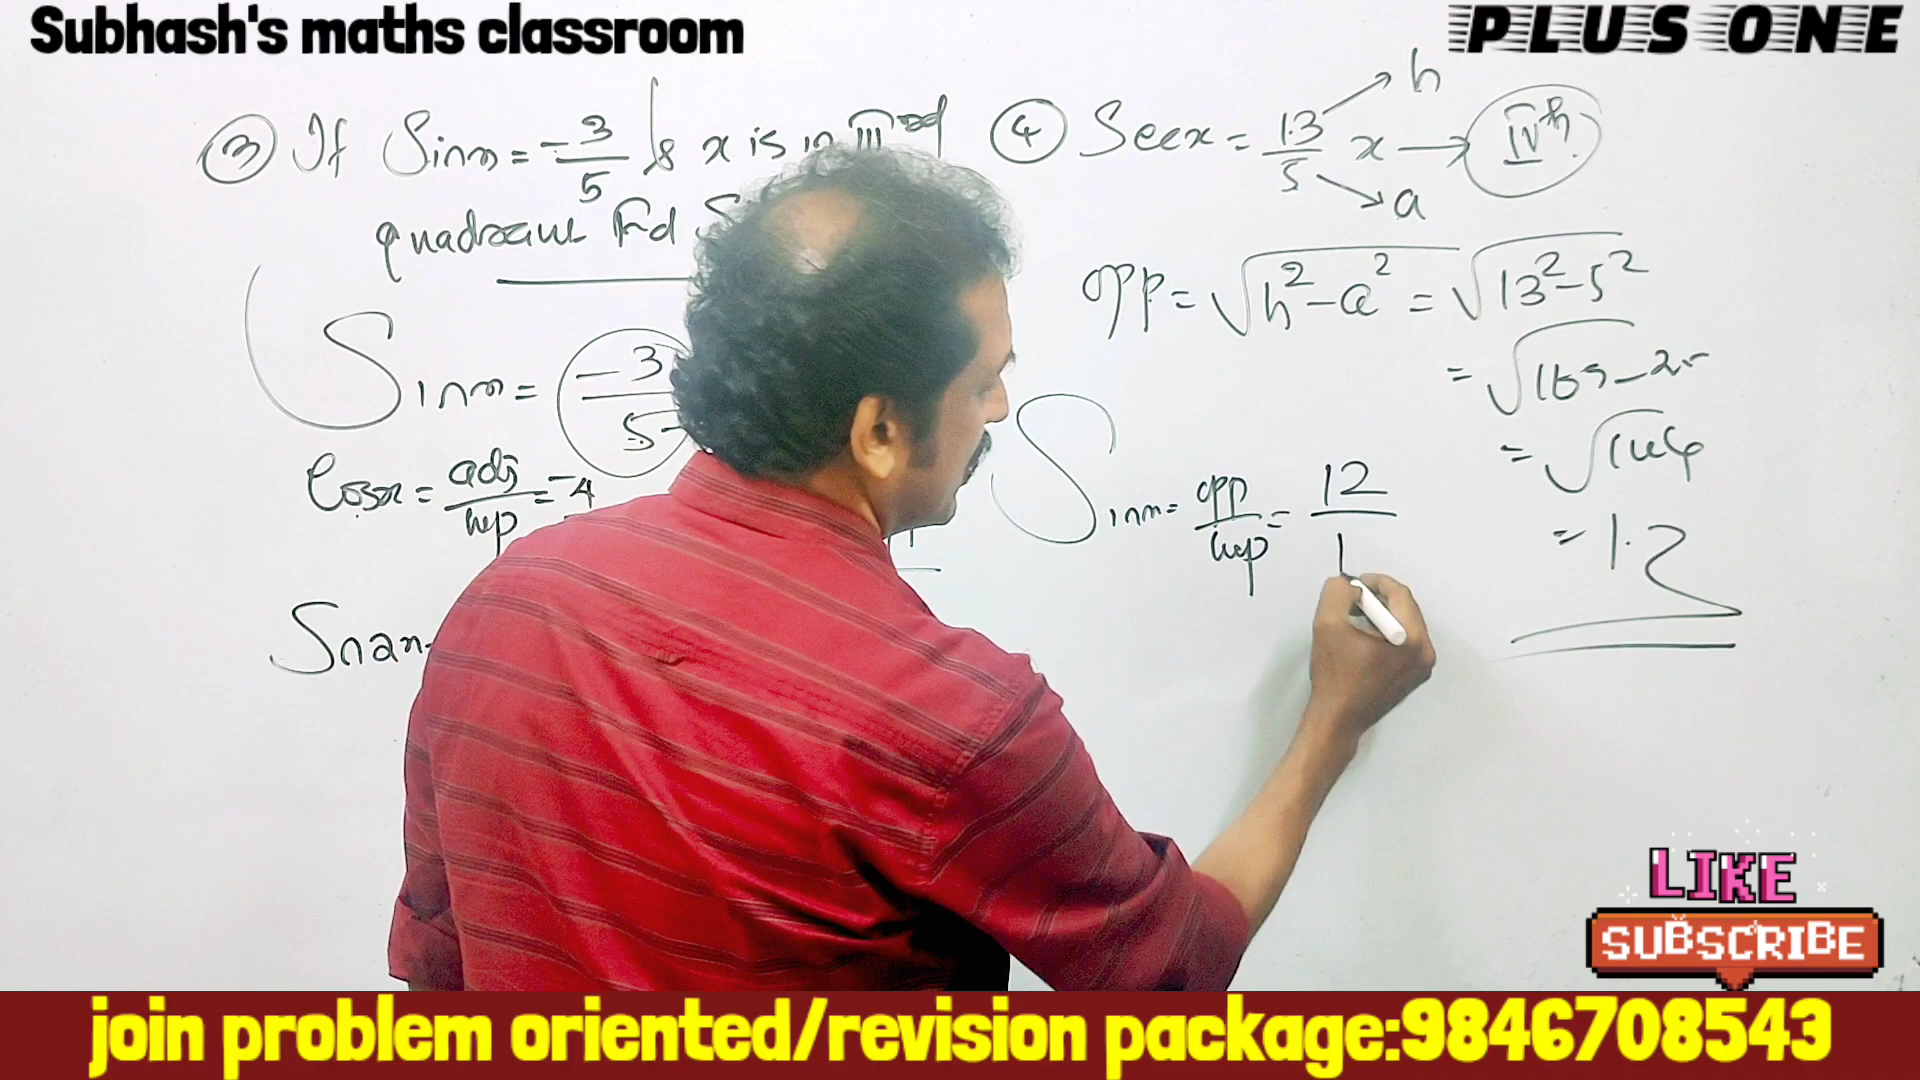 Subhash's maths classroom
PLUS ONE
③ If Sinx = -3/5 & x is in III rd
quadrant Find S
Sinx = -3/5
Cosx = adj/hyp = -4
Sin2x
④ Secx = 13/5 x → IVth
h
a
opp = √h²-a² = √13²-5²
= √169-25
= √144
= 12
Sinx = opp/hyp = 12/1
LIKE
SUBSCRIBE
join problem oriented/revision package:9846708543